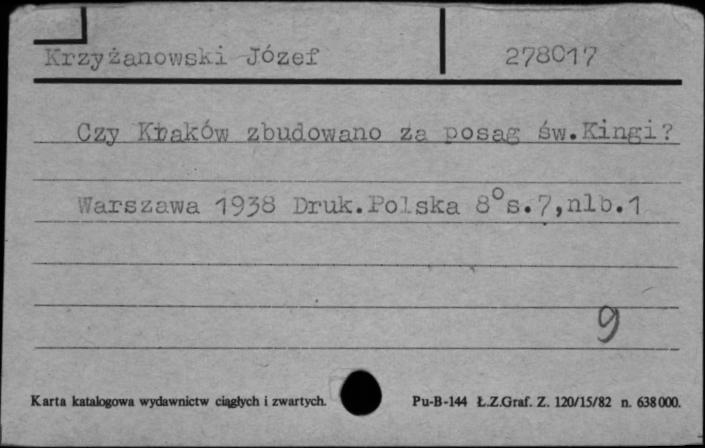 Krzyżanowski Józef 278017
Czy Kraków zbudowano za posąg św.Kingi?
Warszawa 1938 Druk.Polska 8°s.7,nlb.1
9
Karta katalogowa wydawnictw ciągłych i zwartych. Pu-B-144 Ł.Z.Graf. Z. 120/15/82 n. 638000.